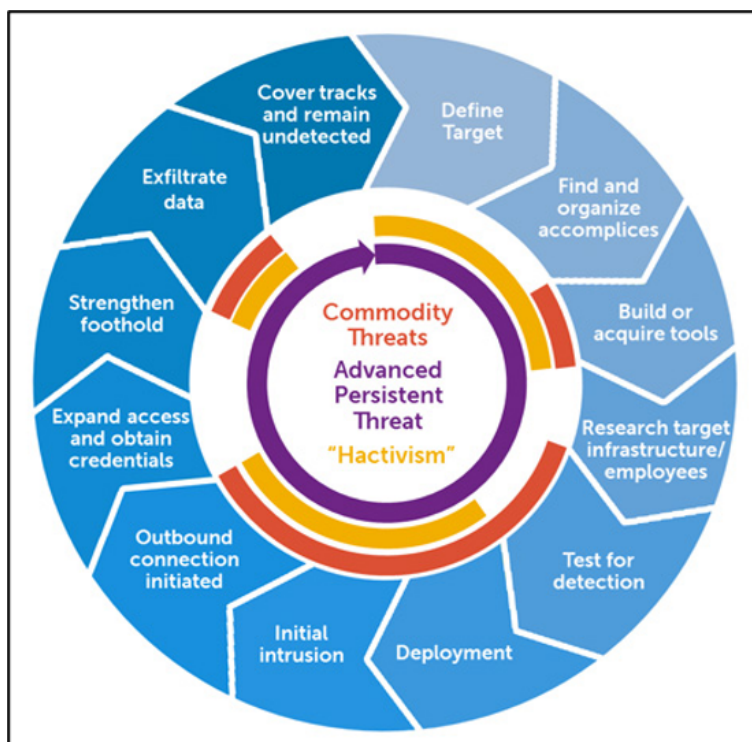 Define
Target
Find and
organize
accomplices
Build or
acquire tools
Research target
infrastructure/
employees
Test for
detection
Deployment
Initial
intrusion
Outbound
connection
initiated
Expand access
and obtain
credentials
Strengthen
foothold
Exfiltrate
data
Cover tracks
and remain
undetected
Commodity
Threats
Advanced
Persistent
Threat
“Hactivism”